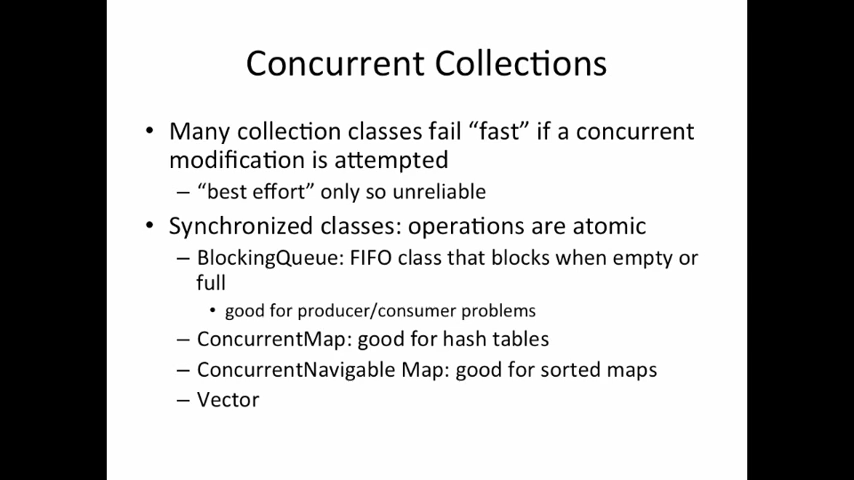 Concurrent Collections
• Many collection classes fail “fast” if a concurrent
modification is attempted
– “best effort” only so unreliable
• Synchronized classes: operations are atomic
– BlockingQueue: FIFO class that blocks when empty or
full
• good for producer/consumer problems
– ConcurrentMap: good for hash tables
– ConcurrentNavigable Map: good for sorted maps
– Vector